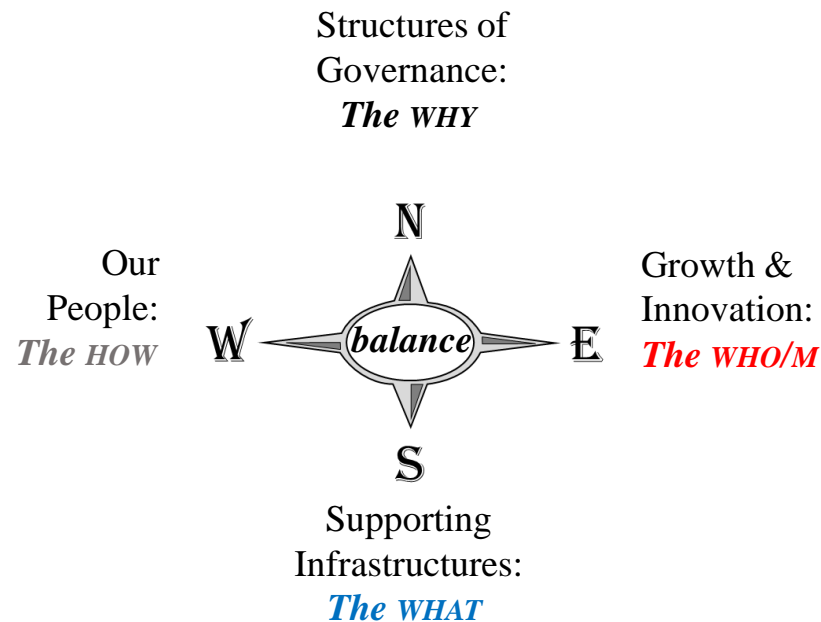 Structures of
Governance:
The WHY
N
Our
People:
The HOW
W
balance
E
Growth &
Innovation:
The WHO/M
S
Supporting
Infrastructures:
The WHAT